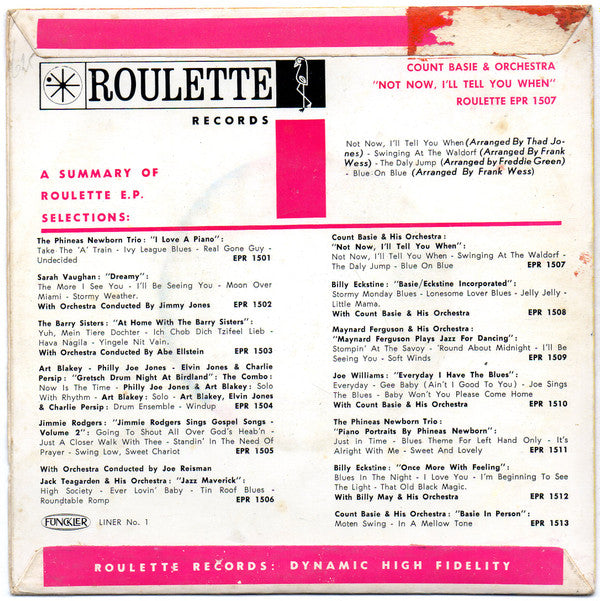 ROULETTE
RECORDS
COUNT BASIE & ORCHESTRA
"NOT NOW, I'LL TELL YOU WHEN"
ROULETTE EPR 1507
Not Now, I'll Tell You When (Arranged By Thad Jo-
nes) - Swinging At The Waldorf (Arranged By Frank
Wess) - The Daly Jump (Arranged by Freddie Green) -
- Blue On Blue (Arranged By Frank Wess)
A SUMMARY OF
ROULETTE E.P.
SELECTIONS:
The Phineas Newborn Trio: "I Love A Piano":
Take The 'A' Train - Ivy League Blues - Real Gone Guy -
Undecided EPR 1501
Sarah Vaughan: "Dreamy":
The More I See You - I'll Be Seeing You - Moon Over
Miami - Stormy Weather.
With Orchestra Conducted By Jimmy Jones EPR 1502
The Barry Sisters: "At Home With The Barry Sisters":
Yuh, Mein Tiere Dochter - Ich Chob Dich Tzifeel Lieb -
Hava Nagila - Yingele Nit Vain.
With Orchestra Conducted By Abe Ellstein EPR 1503
Art Blakey - Philly Joe Jones - Elvin Jones & Charlie
Persip: "Gretsch Drum Night At Birdland": The Combo:
Now Is The Time - Philly Joe Jones & Art Blakey: Solo
With Rhythm - Art Blakey: Solo - Art Blakey, Elvin Jones
& Charlie Persip: Drum Ensemble - Windup EPR 1504
Jimmie Rodgers: "Jimmie Rodgers Sings Gospel Songs -
Volume 2": Going To Shout All Over God's Heab'n -
Just A Closer Walk With Thee - Standin' In The Need Of
Prayer - Swing Low, Sweet Chariot EPR 1505
With Orchestra Conducted by Joe Reisman
Jack Teagarden & His Orchestra: "Jazz Maverick":
High Society - Ever Lovin' Baby - Tin Roof Blues -
Roundtable Romp EPR 1506
FUNCKLER LINER No. 1
Count Basie & His Orchestra:
"Not Now, I'll Tell You When":
Not Now, I'll Tell You When - Swinging At The Waldorf -
The Daly Jump - Blue On Blue EPR 1507
Billy Eckstine: "Basie/Eckstine Incorporated":
Stormy Monday Blues - Lonesome Lover Blues - Jelly Jelly -
Little Mama.
With Count Basie & His Orchestra EPR 1508
Maynard Ferguson & His Orchestra:
"Maynard Ferguson Plays Jazz For Dancing":
Stompin' At The Savoy - 'Round About Midnight - I'll Be
Seeing You - Soft Winds EPR 1509
Joe Williams: "Everyday I Have The Blues":
Everyday - Gee Baby (Ain't I Good To You) - Joe Sings
The Blues - Baby Won't You Please Come Home
With Count Basie & His Orchestra EPR 1510
The Phineas Newborn Trio:
"Piano Portraits By Phineas Newborn":
Just in Time - Blues Theme For Left Hand Only - It's
Alright With Me - Sweet And Lovely EPR 1511
Billy Eckstine: "Once More With Feeling":
Blues In The Night - I Love You - I'm Beginning To See
The Light - That Old Black Magic.
With Billy May & His Orchestra EPR 1512
Count Basie & His Orchestra: "Basie In Person":
Moten Swing - In A Mellow Tone EPR 1513
ROULETTE RECORDS: DYNAMIC HIGH FIDELITY